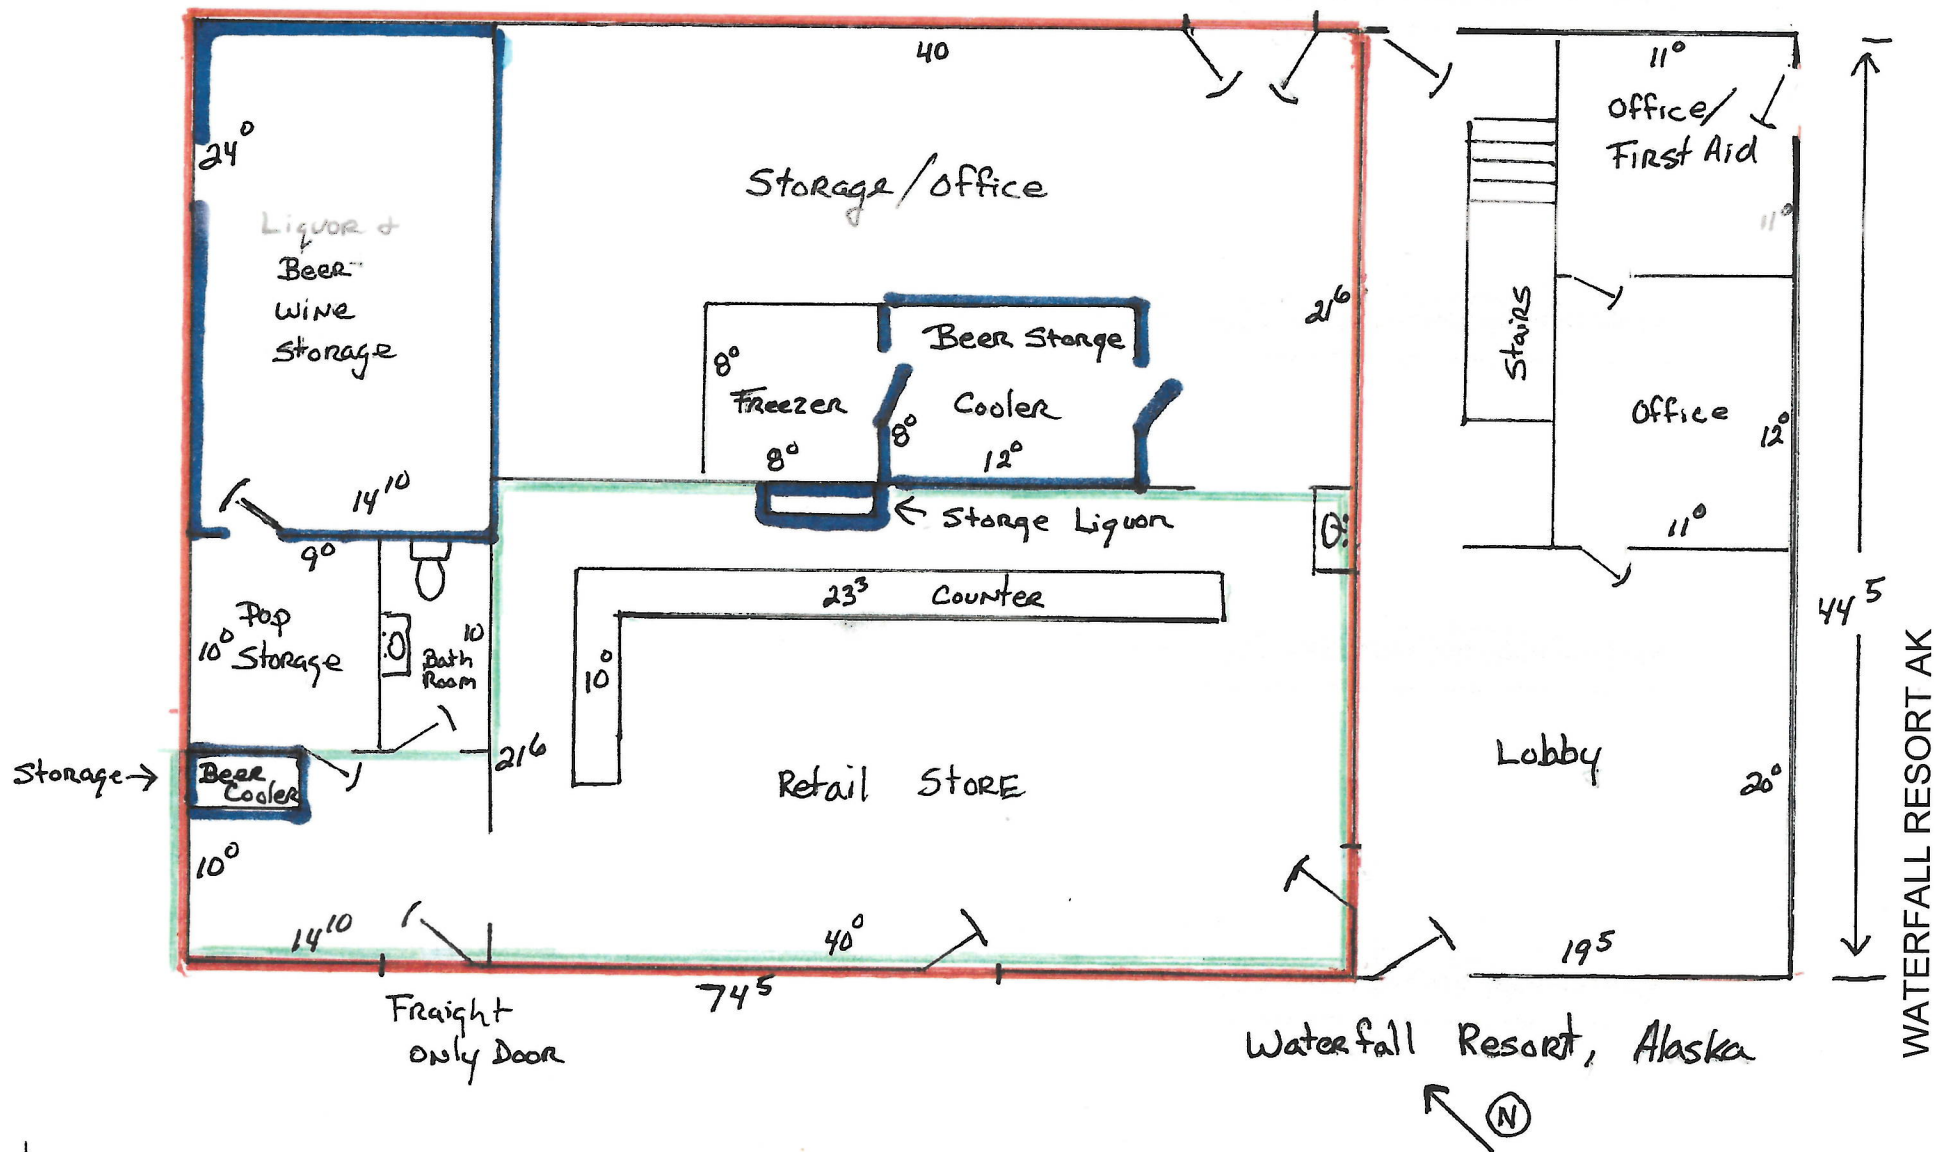 40
11⁰
Office/
First Aid
24⁰
Storage/Office
11⁰
Liquor &
Beer
Wine
Storage
21⁶
Stairs
Beer Storge
8⁰
Freezer
Cooler
8⁰
Office
12⁰
8⁰
12⁰
14¹⁰
11⁰
← Storge Liquor
9⁰
23³ Counter
44⁵
Pop
Storage
10⁰
10
Bath
Room
10⁰
21⁶
Storage →
Beer
Cooler
Retail Store
Lobby
20⁰
10⁰
14¹⁰
40⁰
19⁵
74⁵
Fraight
Only Door
Waterfall Resort, Alaska
N
WATERFALL RESORT AK